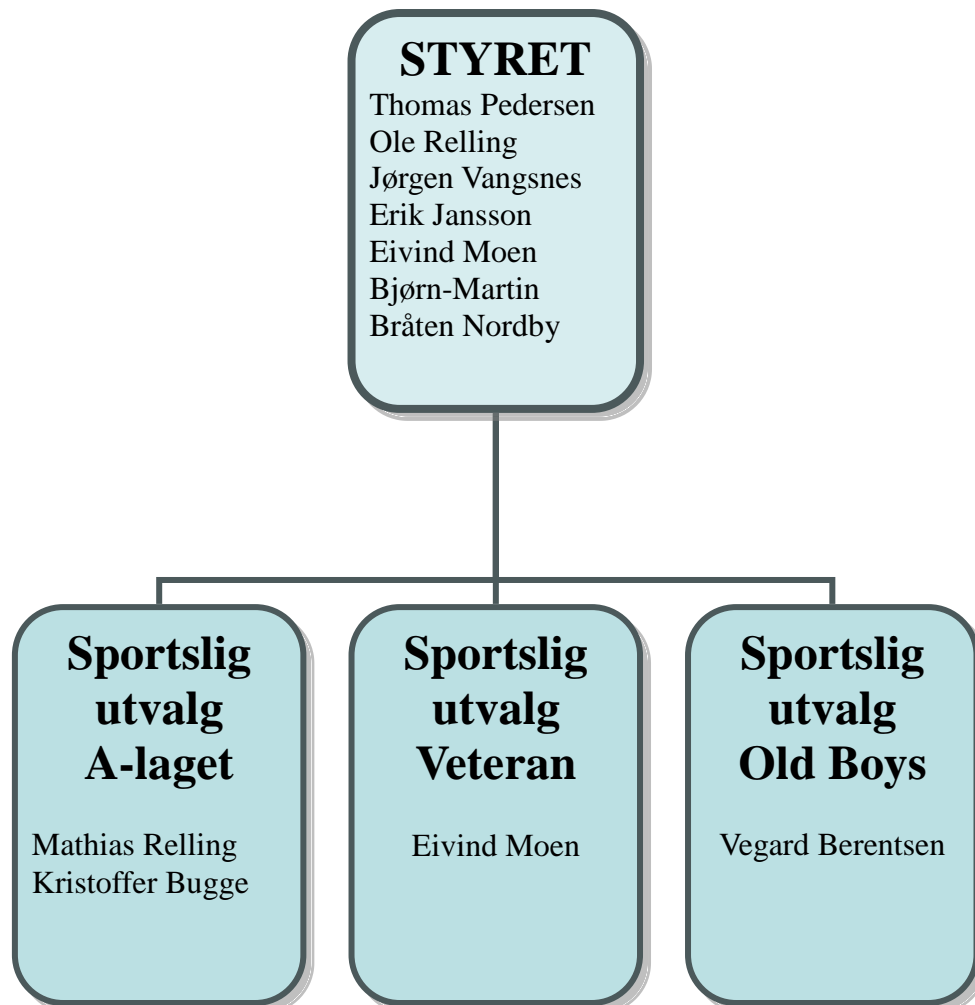 STYRET
Thomas Pedersen
Ole Relling
Jørgen Vangsnes
Erik Jansson
Eivind Moen
Bjørn-Martin
Bråten Nordby
Sportslig
utvalg
A-laget
Mathias Relling
Kristoffer Bugge
Sportslig
utvalg
Veteran
Eivind Moen
Sportslig
utvalg
Old Boys
Vegard Berentsen